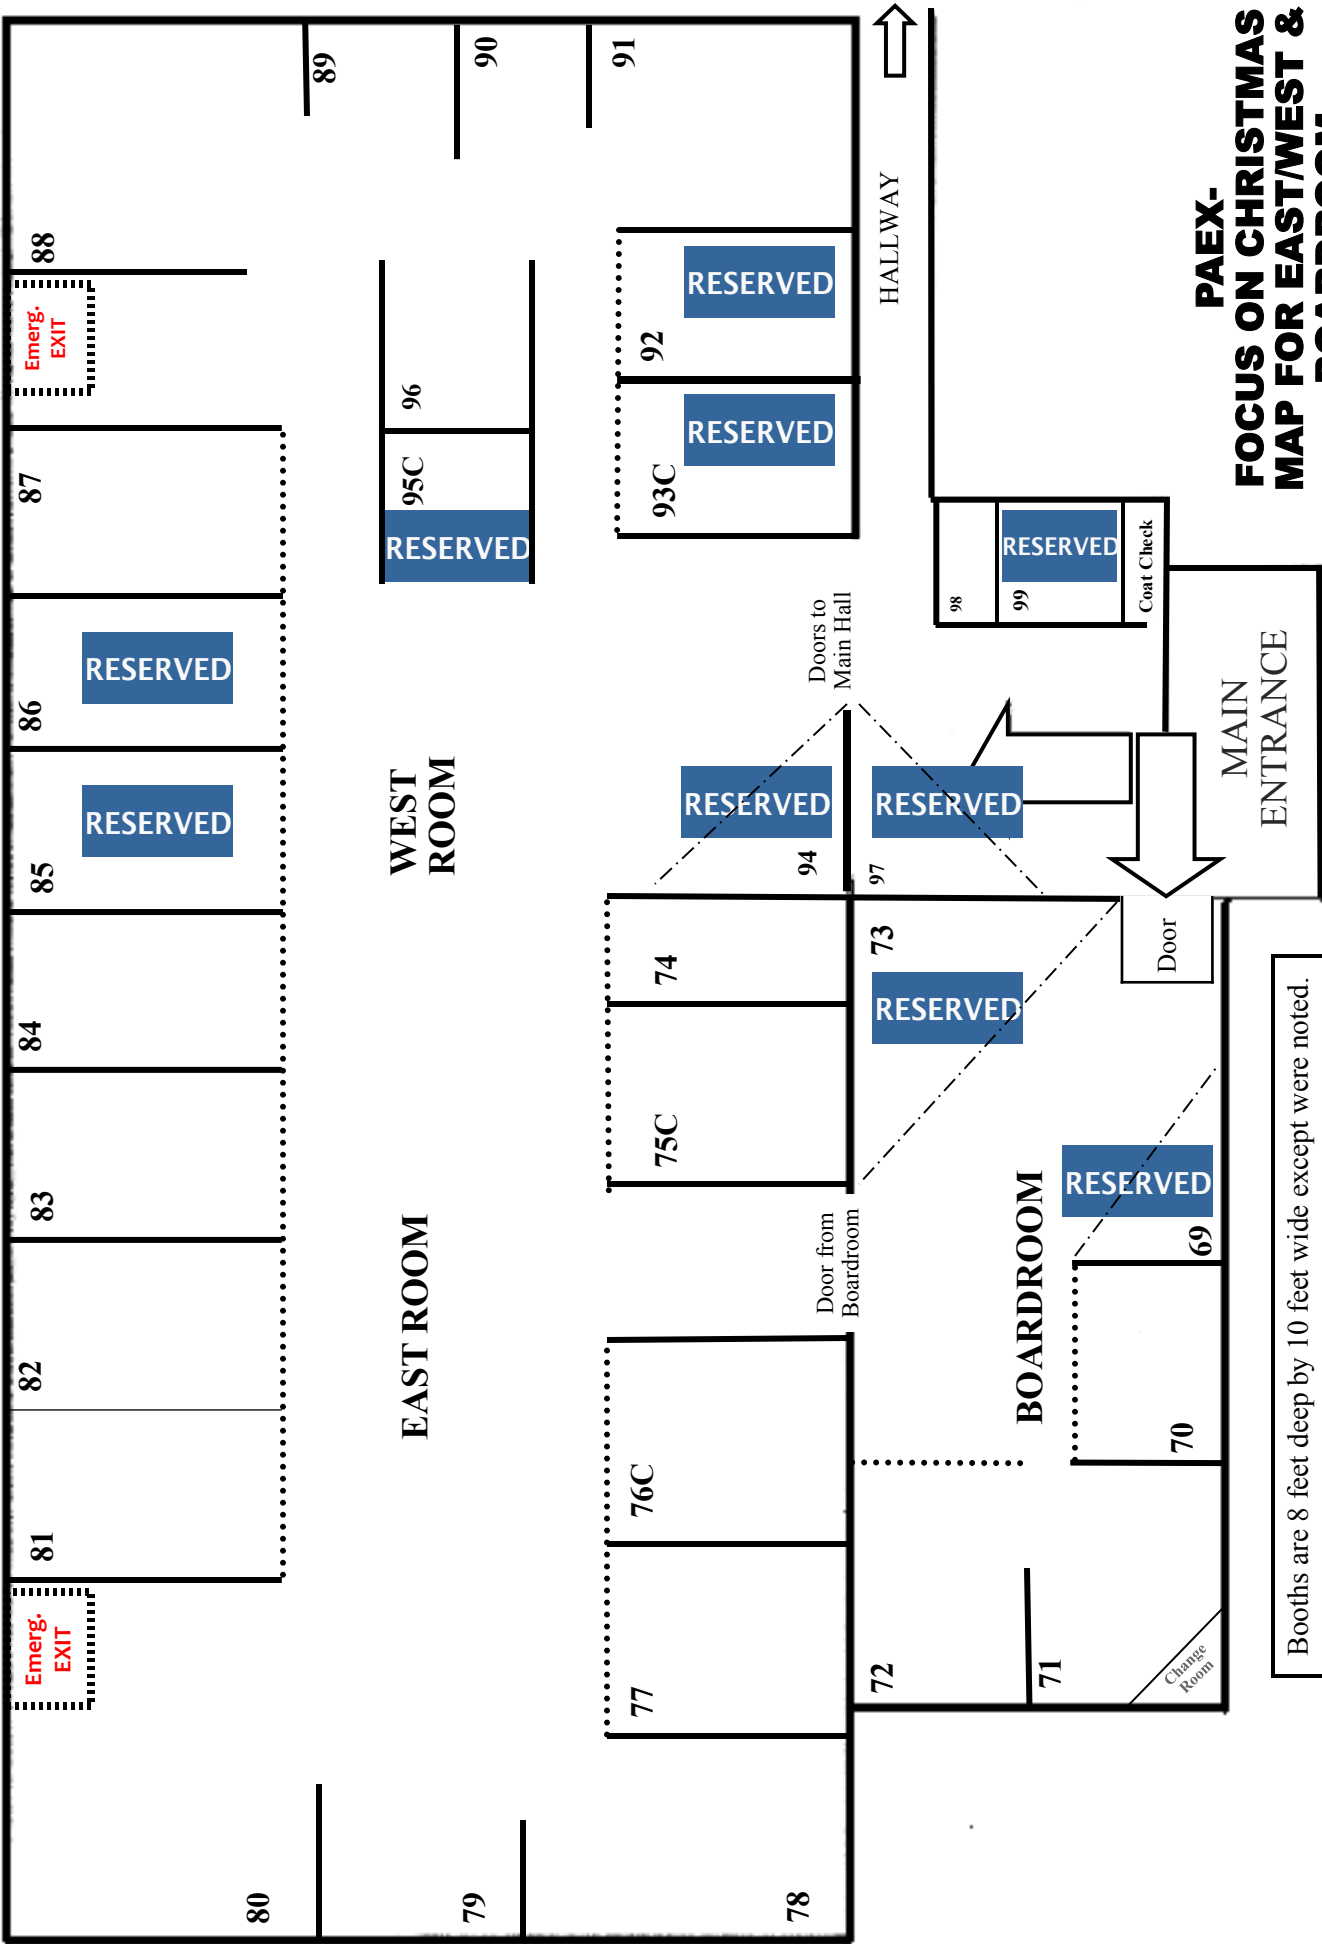 PAEX-
FOCUS ON CHRISTMAS
MAP FOR EAST/WEST &
BOARDROOM
80
79
78
Emerg.
EXIT
81
82
83
84
85
RESERVED
86
RESERVED
87
Emerg.
EXIT
88
89
90
91
EAST ROOM
WEST
ROOM
95C
RESERVED
96
77
76C
75C
74
94
RESERVED
93C
RESERVED
92
RESERVED
Door from
Boardroom
Doors to
Main Hall
HALLWAY
72
71
Change
Room
BOARDROOM
70
69
RESERVED
73
RESERVED
97
RESERVED
98
99
RESERVED
Coat Check
Door
MAIN
ENTRANCE
Booths are 8 feet deep by 10 feet wide except were noted.